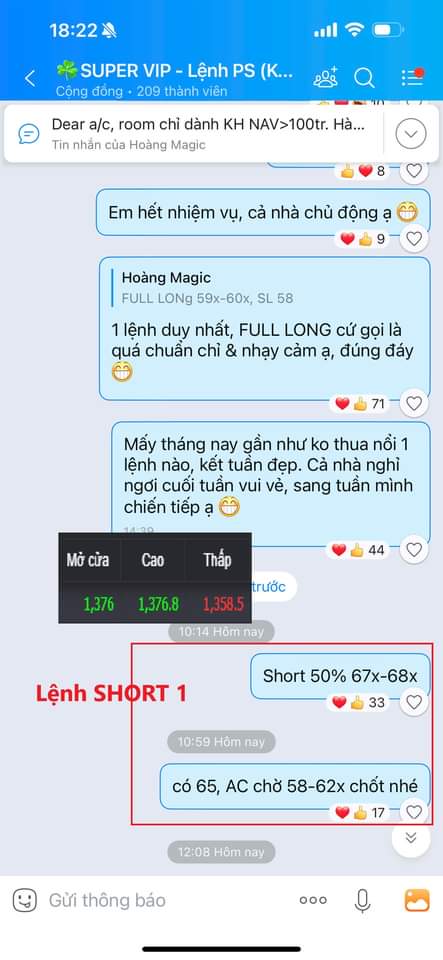 18:22
🍀SUPER VIP - Lệnh PS (K...
Cộng đồng • 209 thành viên
Dear a/c, room chỉ dành KH NAV>100tr. Hà...
Tin nhắn của Hoàng Magic
8
Em hết nhiệm vụ, cả nhà chủ động ạ 😁
9
Hoàng Magic
FULL LONg 59x-60x, SL 58
1 lệnh duy nhất, FULL LONG cứ gọi là
quá chuẩn chỉ & nhạy cảm ạ, đúng đáy
😁
71
Mấy tháng nay gần như ko thua nổi 1
lệnh nào, kết tuần đẹp. Cả nhà nghỉ
ngơi cuối tuần vui vẻ, sang tuần mình
chiến tiếp ạ 😁
14:39
44
Mở cửa Cao Thấp
1,376 1,376.8 1,358.5
trước
10:14 Hôm nay
Lệnh SHORT 1
Short 50% 67x-68x
33
10:59 Hôm nay
có 65, AC chờ 58-62x chốt nhé
17
12:08 Hôm nay
Gửi thông báo